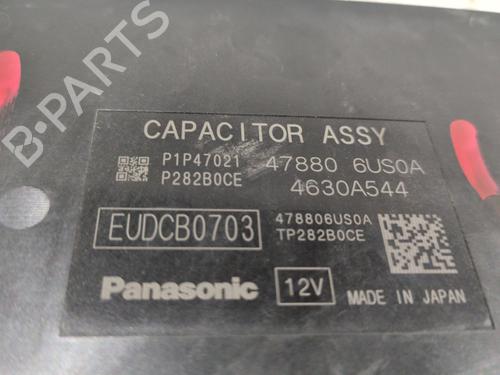 B-PARTS
CAPACITOR ASSY
P1P47021 47880 6US0A
P282B0CE 4630A544
EUDCB0703 478806US0A
TP282B0CE
Panasonic 12V MADE IN JAPAN